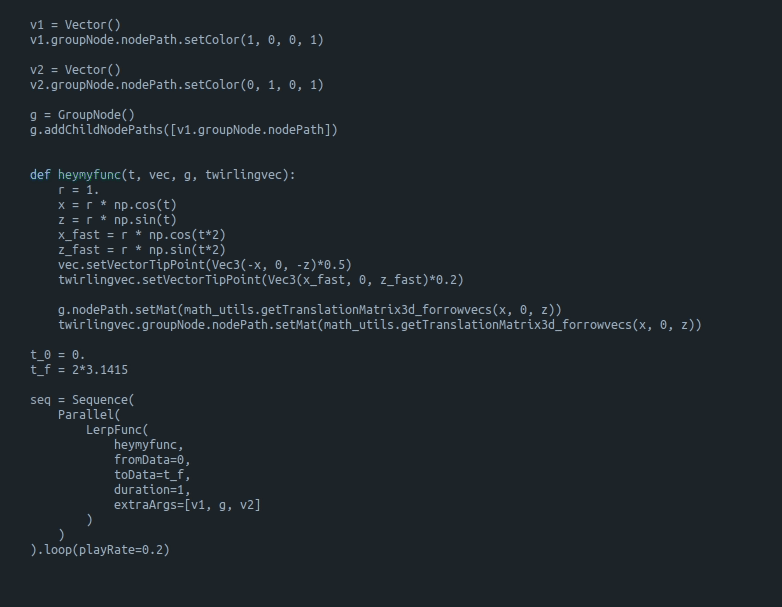 v1 = Vector()
v1.groupNode.nodePath.setColor(1, 0, 0, 1)

v2 = Vector()
v2.groupNode.nodePath.setColor(0, 1, 0, 1)

g = GroupNode()
g.addChildNodePaths([v1.groupNode.nodePath])


def heymyfunc(t, vec, g, twirlingvec):
    r = 1.
    x = r * np.cos(t)
    z = r * np.sin(t)
    x_fast = r * np.cos(t*2)
    z_fast = r * np.sin(t*2)
    vec.setVectorTipPoint(Vec3(-x, 0, -z)*0.5)
    twirlingvec.setVectorTipPoint(Vec3(x_fast, 0, z_fast)*0.2)

    g.nodePath.setMat(math_utils.getTranslationMatrix3d_forrowvecs(x, 0, z))
    twirlingvec.groupNode.nodePath.setMat(math_utils.getTranslationMatrix3d_forrowvecs(x, 0, z))

t_0 = 0.
t_f = 2*3.1415

seq = Sequence(
    Parallel(
        LerpFunc(
            heymyfunc,
            fromData=0,
            toData=t_f,
            duration=1,
            extraArgs=[v1, g, v2]
        )
    )
).loop(playRate=0.2)